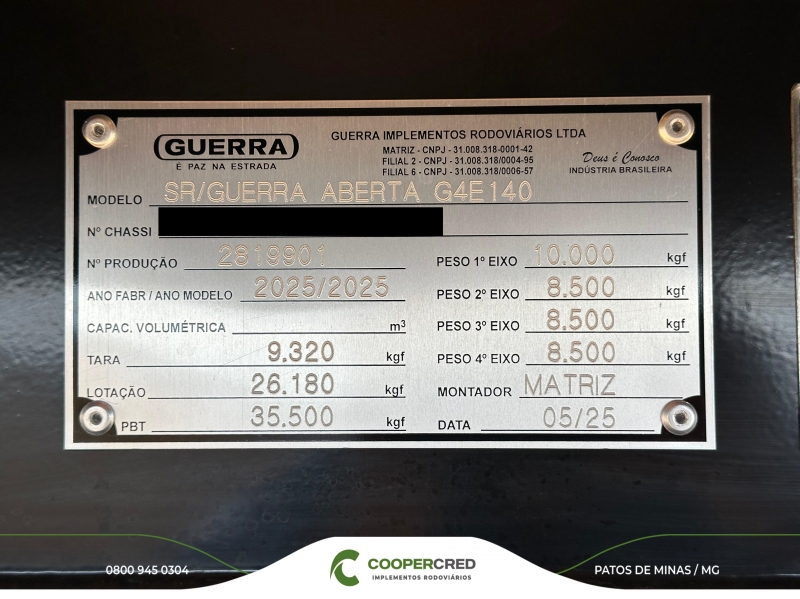 GUERRA
É PAZ NA ESTRADA
GUERRA IMPLEMENTOS RODOVIÁRIOS LTDA
MATRIZ - CNPJ - 31.008.318-0001-42
FILIAL 2 - CNPJ - 31.008.318/0004-95
FILIAL 6 - CNPJ - 31.008.318/0006-57
Deus é Conosco
INDÚSTRIA BRASILEIRA
MODELO SR/GUERRA ABERTA G4E140
Nº CHASSI
Nº PRODUÇÃO 2819901
ANO FABR / ANO MODELO 2025/2025
CAPAC. VOLUMÉTRICA m³
TARA 9.320 kgf
LOTAÇÃO 26.180 kgf
PBT 35.500 kgf
PESO 1º EIXO 10.000 kgf
PESO 2º EIXO 8.500 kgf
PESO 3º EIXO 8.500 kgf
PESO 4º EIXO 8.500 kgf
MONTADOR MATRIZ
DATA 05/25
0800 945 0304
COOPERCRED
IMPLEMENTOS RODOVIÁRIOS
PATOS DE MINAS / MG